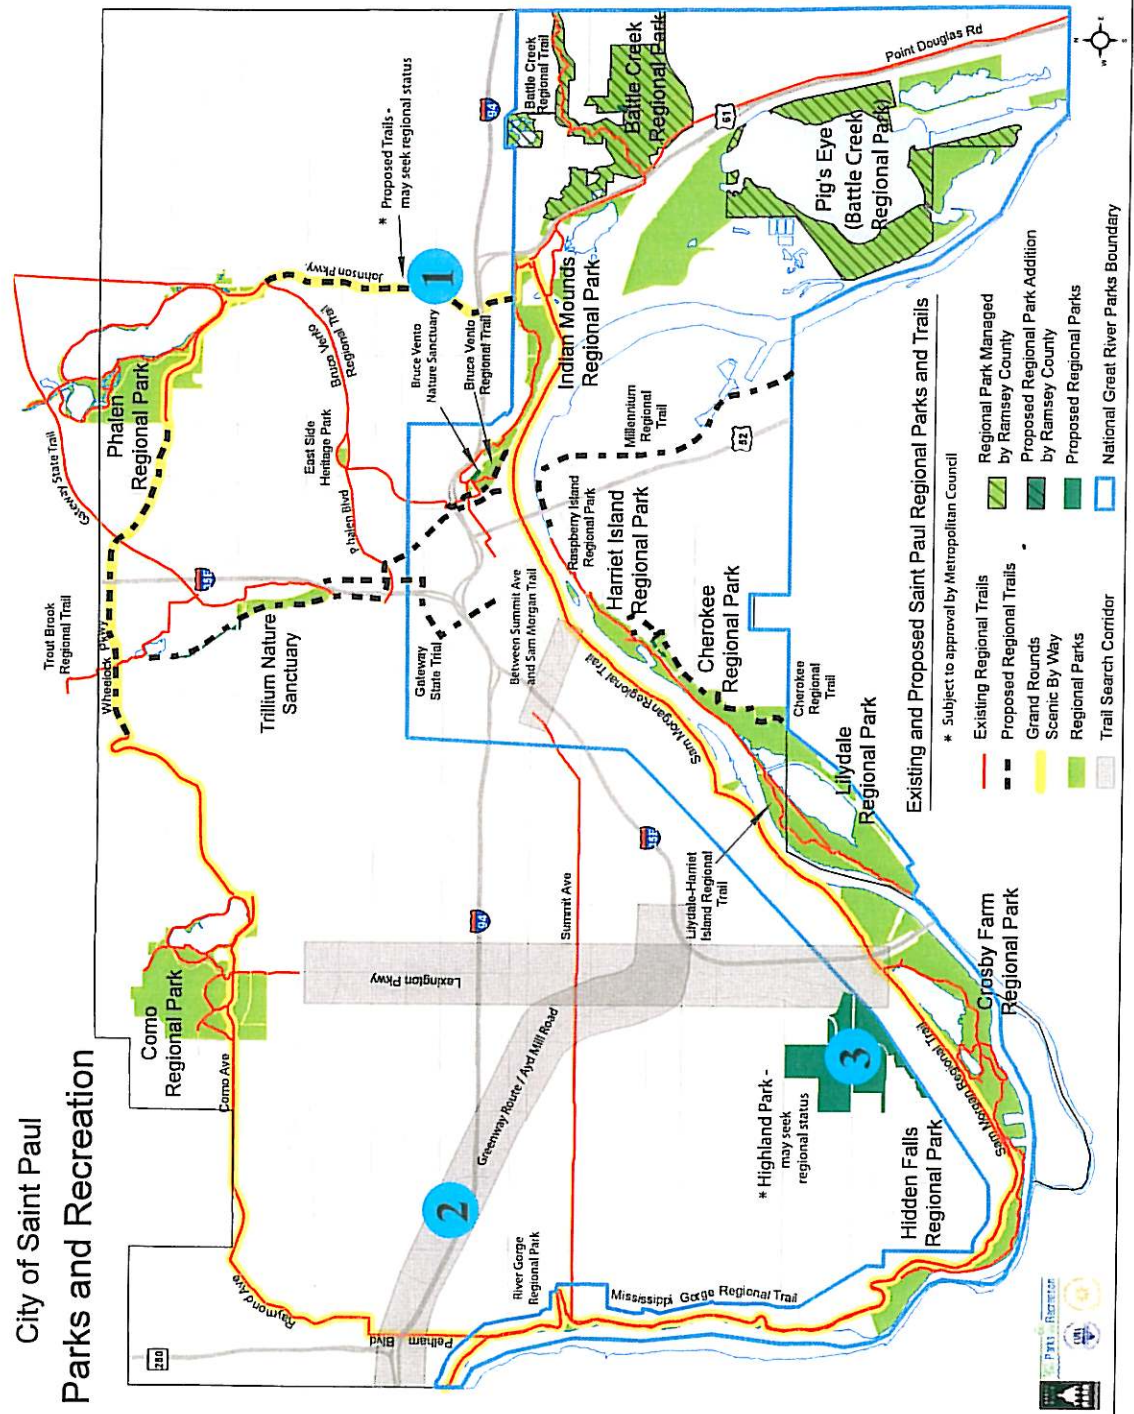 City of Saint Paul
Parks and Recreation
280
Raymond Ave
Pelham
Blvd
Como Ave
Como
Regional Park
Lexington Pkwy
Greenway Route / Ayd Mill Road
2
94
Summit Ave
River Gorge
Regional Park
Mississippi Gorge Regional Trail
Hidden Falls
Regional Park
* Highland Park -
may seek
regional status
3
Sam Morgan Regional Trail
Sam Morgan Regional Trail
Crosby Farm
Regional Park
Lilydale-Harriet
Island Regional
Trail
35E
Lilydale
Regional Park
Cherokee
Regional
Trail
Cherokee
Regional Park
Sam Morgan Regional Trail
Between Summit Ave
and Sam Morgan Trail
Harriet Island
Regional Park
Raspberry Island
Regional Park
Millenium
Regional
Trail
52
Gateway
State Trial
Trillium Nature
Sanctuary
Wheelock Pkwy
Trout Brook
Regional Trail
35E
Gateway State Trail
Phalen
Regional Park
Phalen Blvd
East Side
Heritage Park
Bruce Vento
Regional Trail
Bruce Vento
Nature Sanctuary
Bruce Vento
Regional Trail
Johnson Pkwy.
1
* Proposed Trails -
may seek regional status
94
Indian Mounds
Regional Park
Battle Creek
Regional Trail
Battle Creek
Regional Park
61
Point Douglas Rd
Pig's Eye
(Battle Creek
Regional Park)
N
E
S
W
Existing and Proposed Saint Paul Regional Parks and Trails
* Subject to approval by Metropolitan Council
Existing Regional Trails
Proposed Regional Trails
Grand Rounds
Scenic By Way
Regional Parks
Trail Search Corridor
Regional Park Managed
by Ramsey County
Proposed Regional Park Addition
by Ramsey County
Proposed Regional Parks
National Great River Parks Boundary